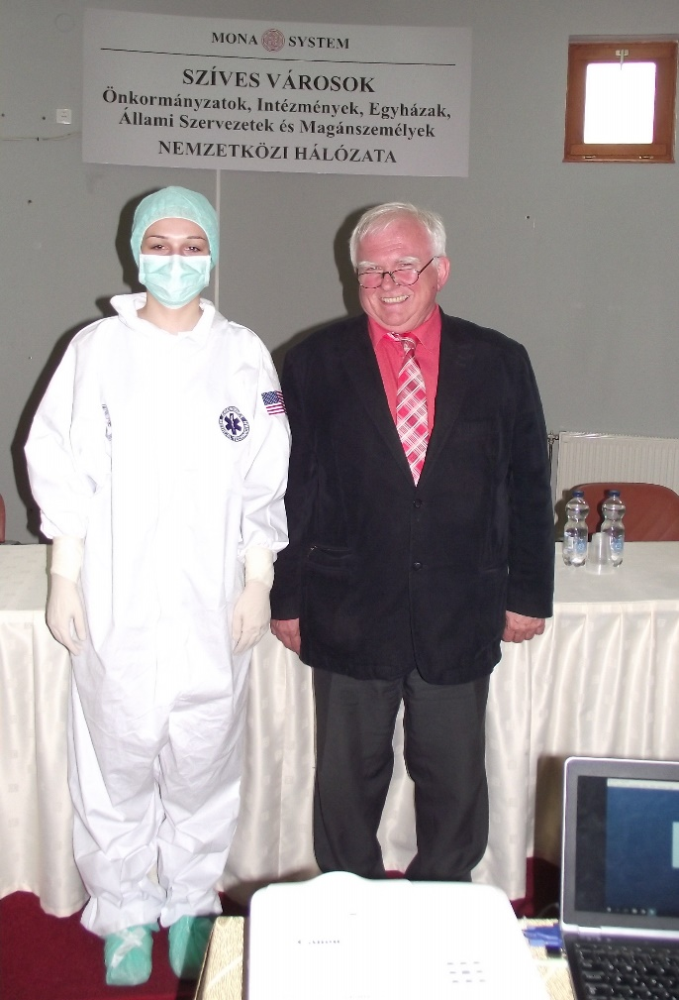 MONA SYSTEM
SZÍVES VÁROSOK
Önkormányzatok, Intézmények, Egyházak,
Állami Szervezetek és Magánszemélyek
NEMZETKÖZI HÁLÓZATA